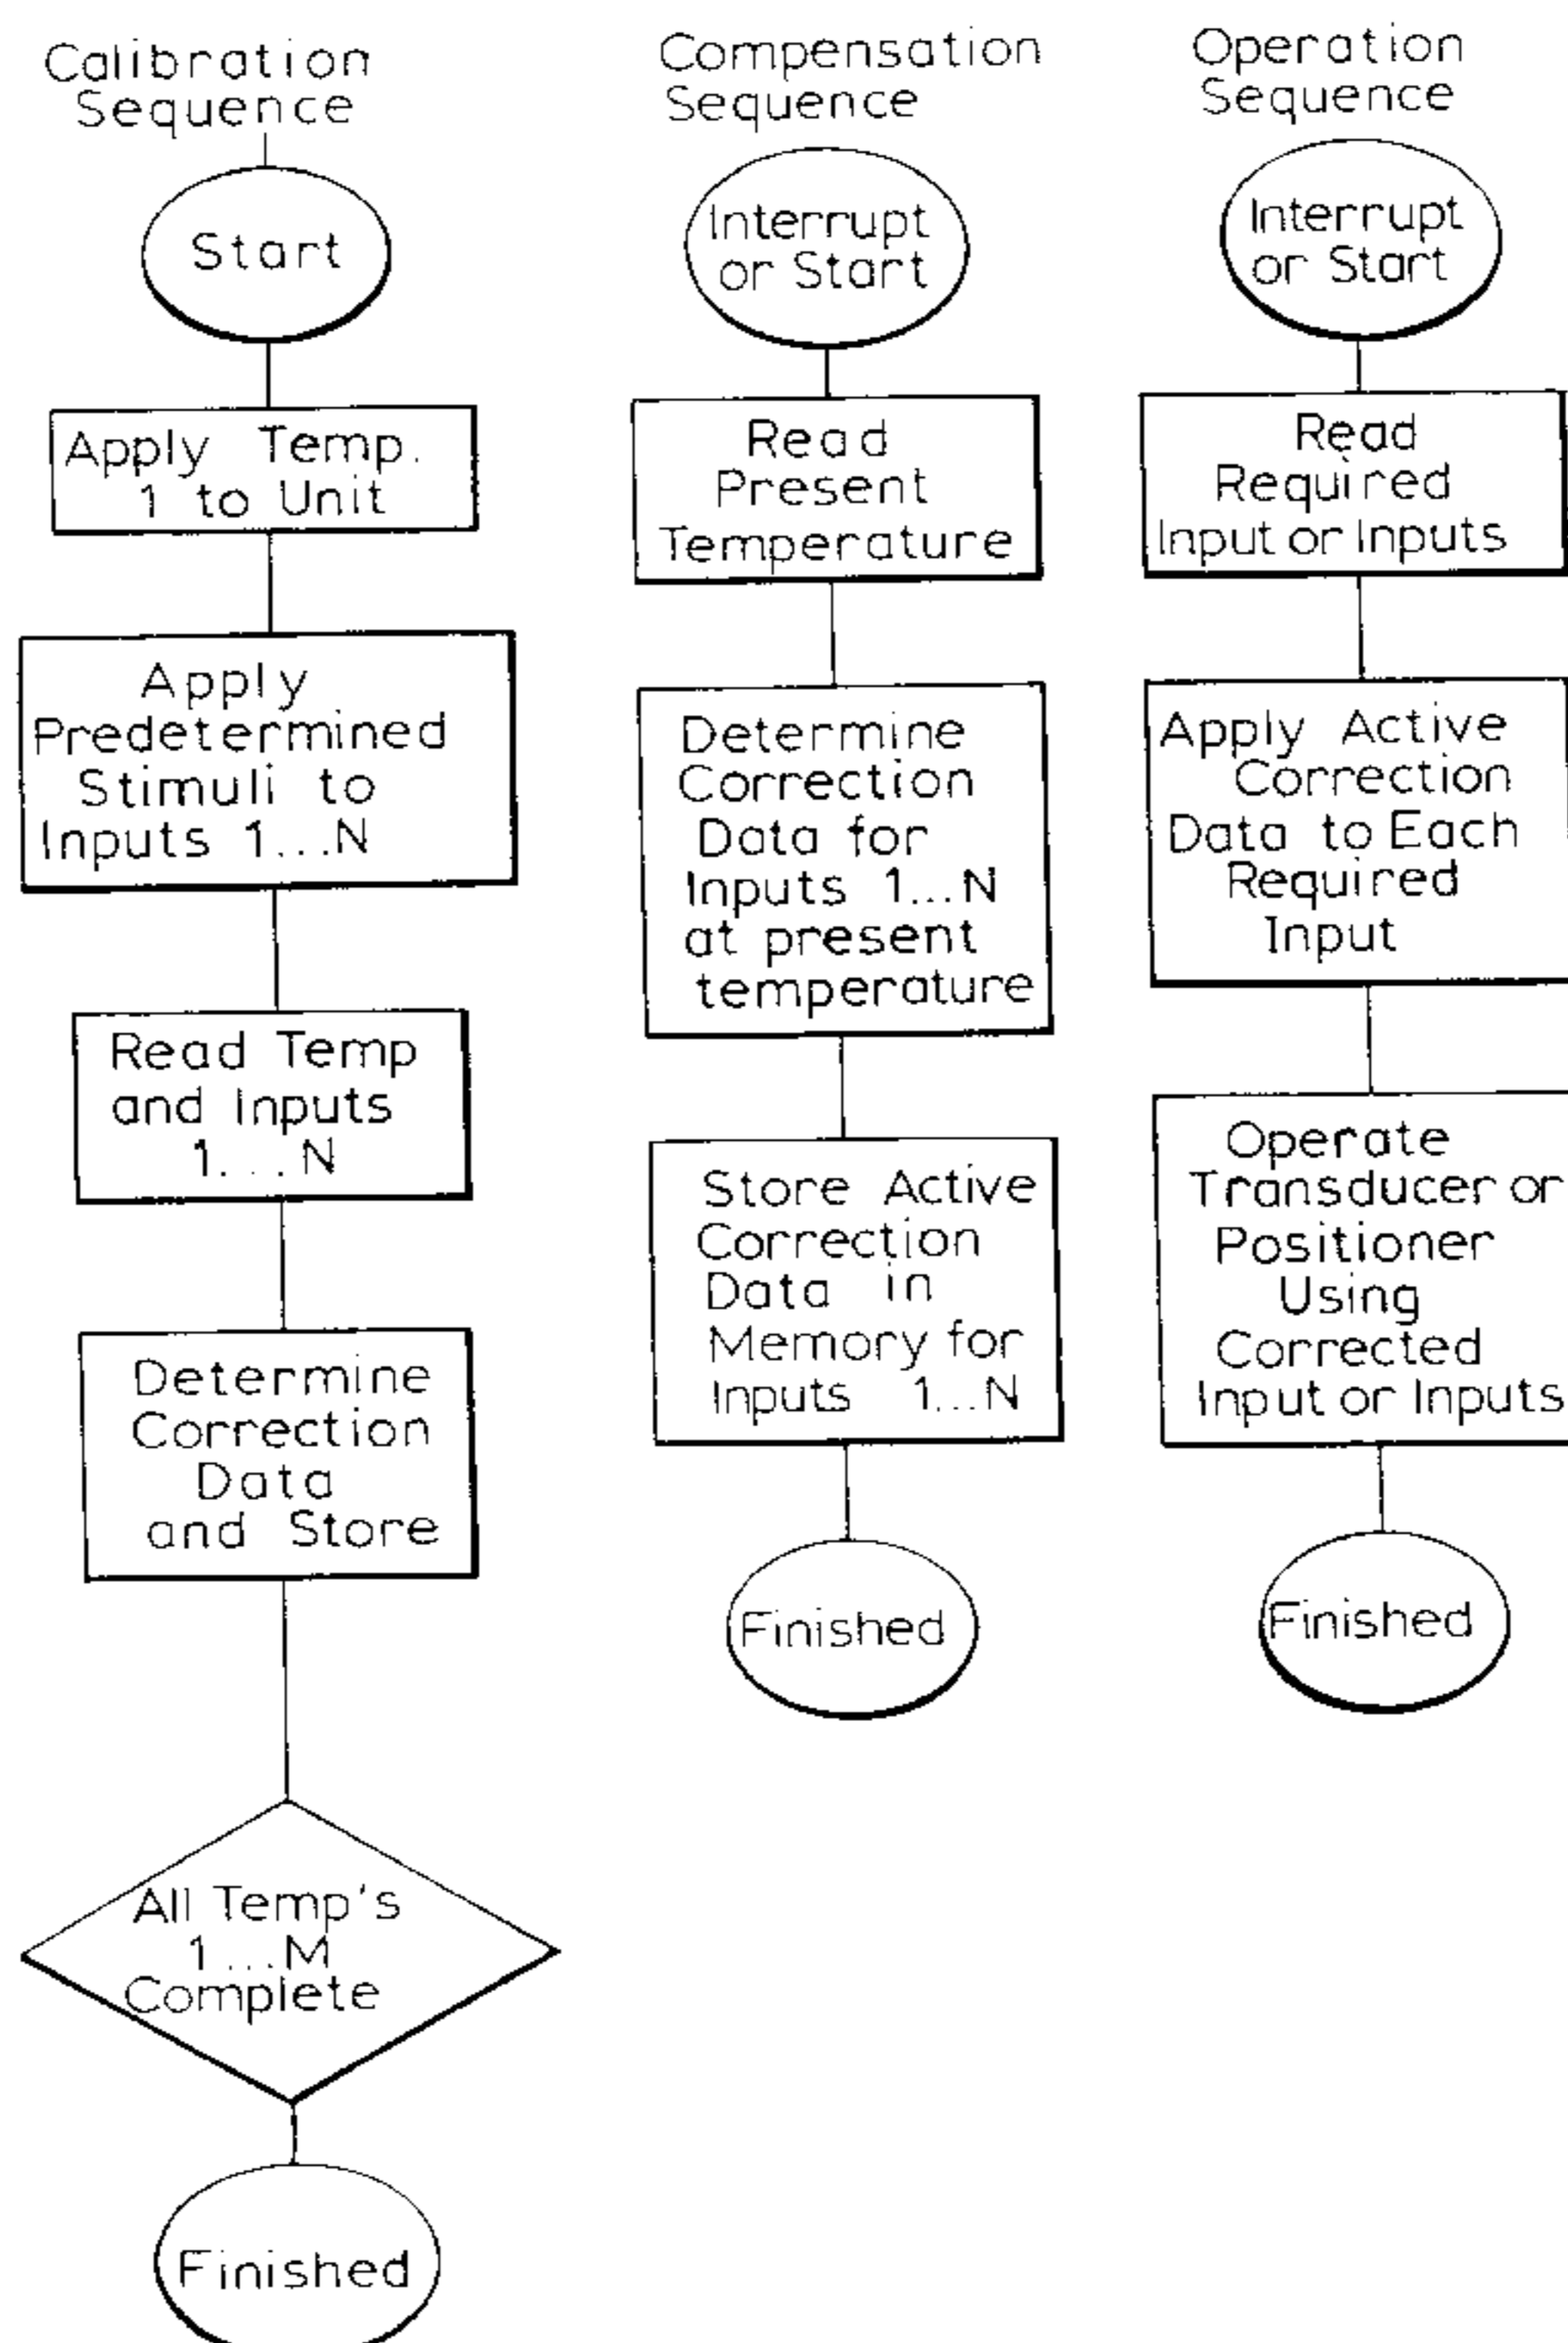 Calibration
Sequence
Start
Apply Temp.
1 to Unit
Apply
Predetermined
Stimuli to
Inputs 1...N
Read Temp
and Inputs
1...N
Determine
Correction
Data
and Store
All Temp's
1...M
Complete
Finished
Compensation
Sequence
Interrupt
or Start
Read
Present
Temperature
Determine
Correction
Data for
Inputs 1...N
at present
temperature
Store Active
Correction
Data in
Memory for
Inputs 1...N
Finished
Operation
Sequence
Interrupt
or Start
Read
Required
Input or Inputs
Apply Active
Correction
Data to Each
Required
Input
Operate
Transducer or
Positioner
Using
Corrected
Input or Inputs
Finished